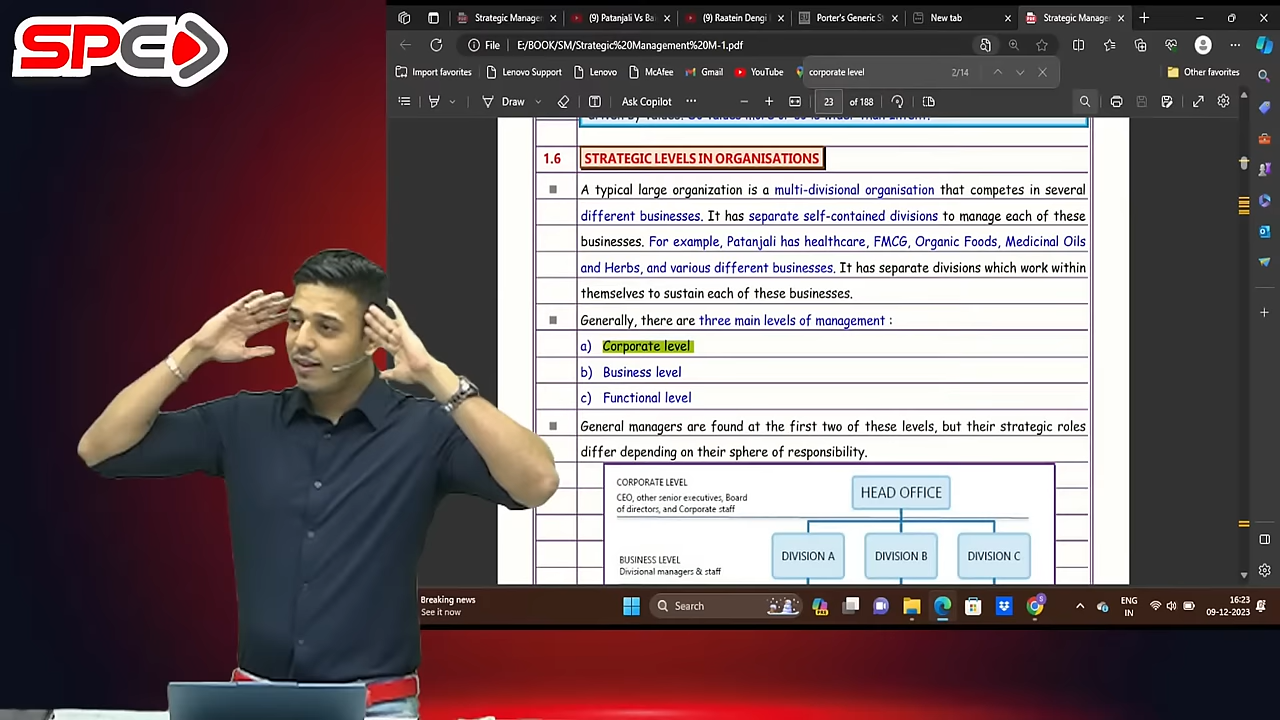 SPC
Strategic Manage
(9) Patanjali Vs Ba
(9) Raatein Dengi
Porter's Generic St
New tab
Strategic Manage
File E:/BOOK/SM/Strategic%20Management%20M-1.pdf
Import favorites Lenovo Support Lenovo McAfee Gmail YouTube
corporate level 2/14
Other favorites
Draw Ask Copilot 23 of 188
1.6 STRATEGIC LEVELS IN ORGANISATIONS
A typical large organization is a multi-divisional organisation that competes in several
different businesses. It has separate self-contained divisions to manage each of these
businesses. For example, Patanjali has healthcare, FMCG, Organic Foods, Medicinal Oils
and Herbs, and various different businesses. It has separate divisions which work within
themselves to sustain each of these businesses.
Generally, there are three main levels of management :
a) Corporate level
b) Business level
c) Functional level
General managers are found at the first two of these levels, but their strategic roles
differ depending on their sphere of responsibility.
CORPORATE LEVEL
CEO, other senior executives, Board
of directors, and Corporate staff
HEAD OFFICE
BUSINESS LEVEL
Divisional managers & staff
DIVISION A DIVISION B DIVISION C
Breaking news
See it now
Search
ENG
IN
16:23
09-12-2023